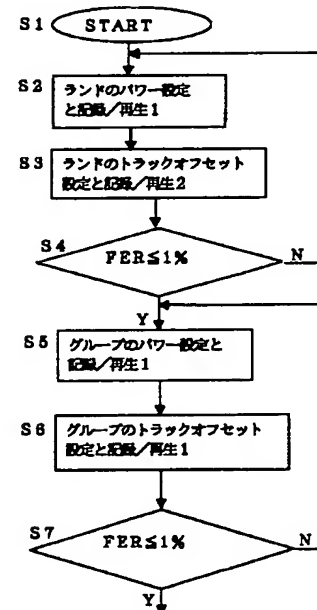 S1 START
S2 ランドのパワー設定
と記録／再生1
S3 ランドのトラックオフセット
設定と記録／再生2
S4 FER≦1% N
Y
S5 グループのパワー設定と
記録／再生1
S6 グループのトラックオフセット
設定と記録／再生1
S7 FER≦1% N
Y